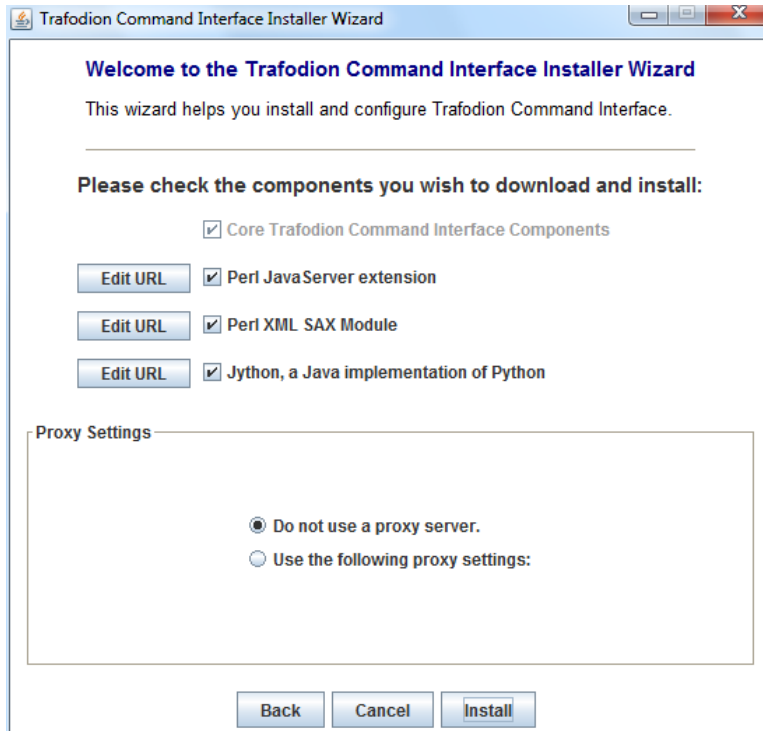 Trafodion Command Interface Installer Wizard
Welcome to the Trafodion Command Interface Installer Wizard
This wizard helps you install and configure Trafodion Command Interface.
Please check the components you wish to download and install:
Core Trafodion Command Interface Components
Edit URL Perl JavaServer extension
Edit URL Perl XML SAX Module
Edit URL Jython, a Java implementation of Python
Proxy Settings
Do not use a proxy server.
Use the following proxy settings:
Back Cancel Install